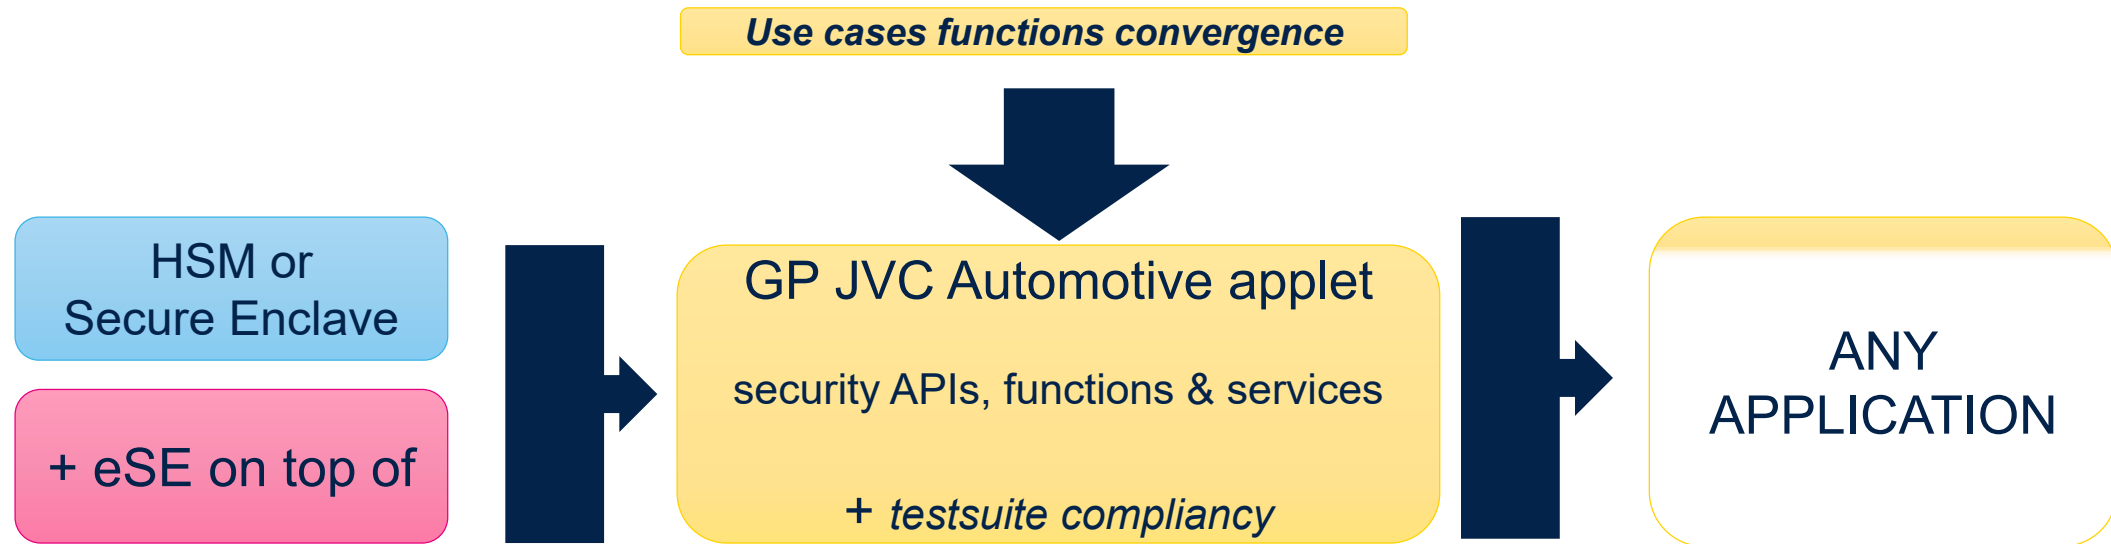 Use cases functions convergence
HSM or
Secure Enclave
+ eSE on top of
GP JVC Automotive applet
security APIs, functions & services
+ testsuite compliancy
ANY
APPLICATION